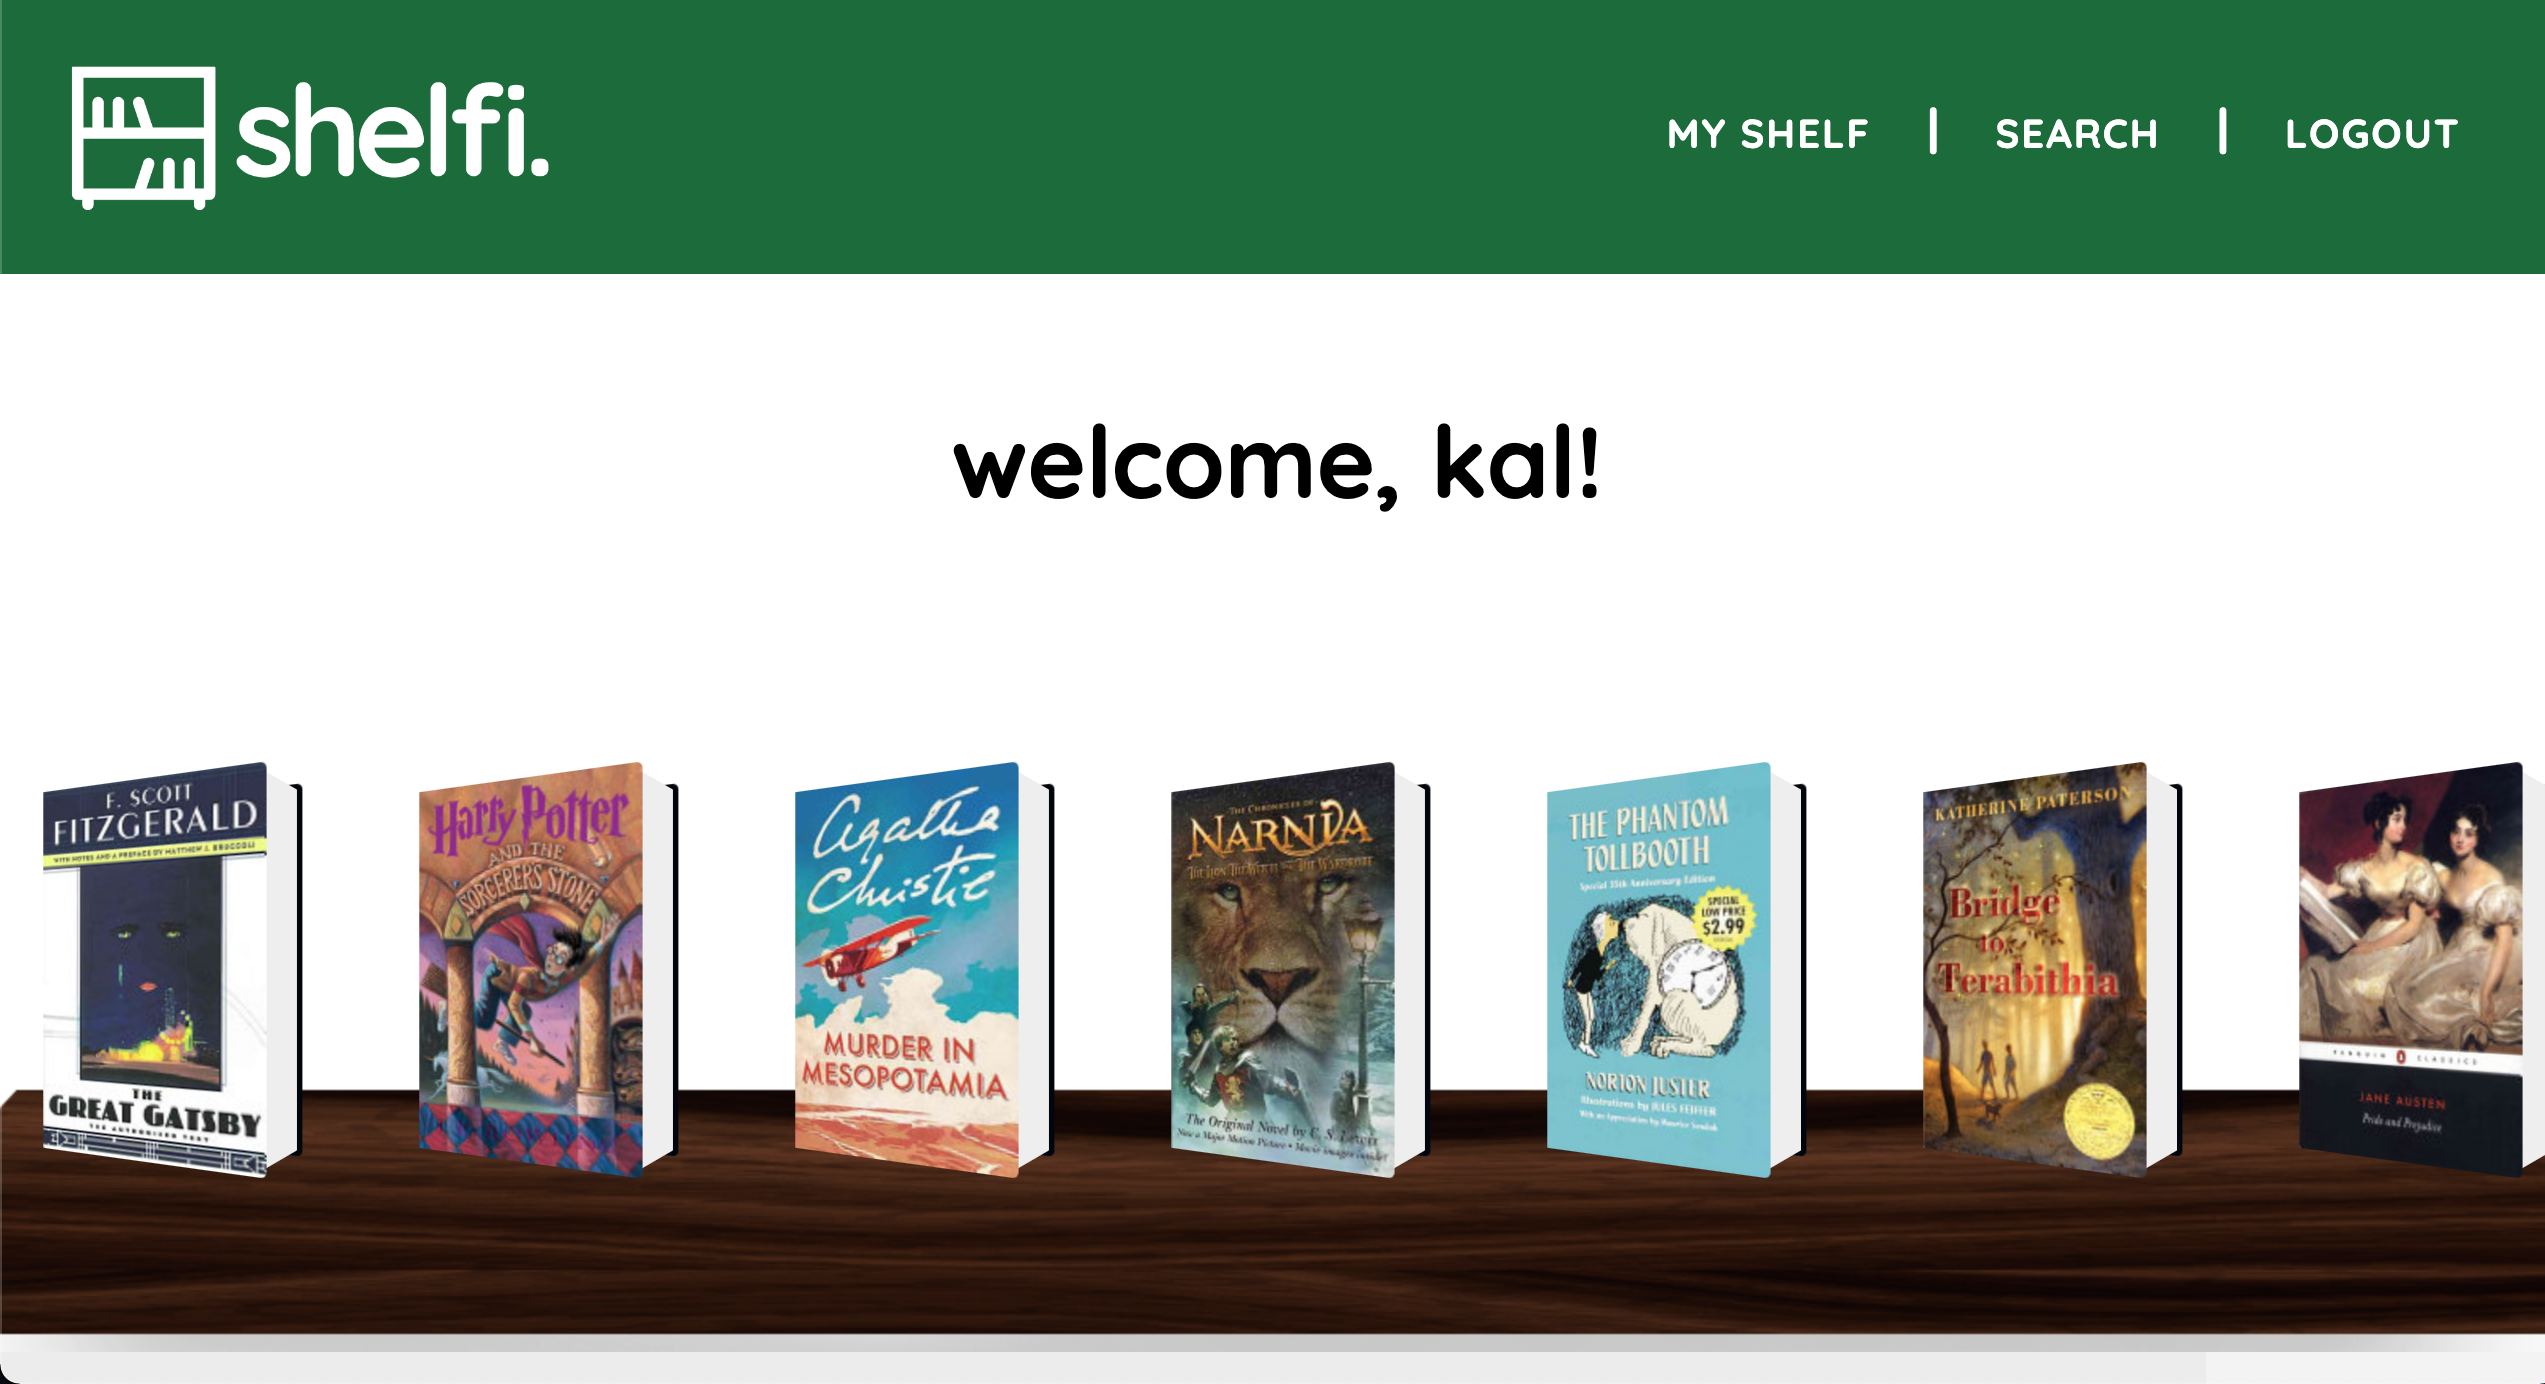 shelfi.
MY SHELF | SEARCH | LOGOUT
welcome, kal!
F. SCOTT
FITZGERALD
WITH NOTES AND A PREFACE BY MATTHEW J. BRUCCOLI
THE
GREAT GATSBY
THE AUTHORIZED TEXT
Harry Potter
AND THE
SORCERER'S STONE
Agatha
Christie
MURDER IN
MESOPOTAMIA
THE CHRONICLES OF
NARNIA
THE LION, THE WITCH AND THE WARDROBE
The Original Novel by C. S. Lewis
Now a Major Motion Picture • Movie images inside!
THE PHANTOM
TOLLBOOTH
Special 35th Anniversary Edition
SPECIAL
LOW PRICE
$2.99
NORTON JUSTER
Illustrations by JULES FEIFFER
With an Appreciation by Maurice Sendak
KATHERINE PATERSON
Bridge
to
Terabithia
PENGUIN CLASSICS
JANE AUSTEN
Pride and Prejudice